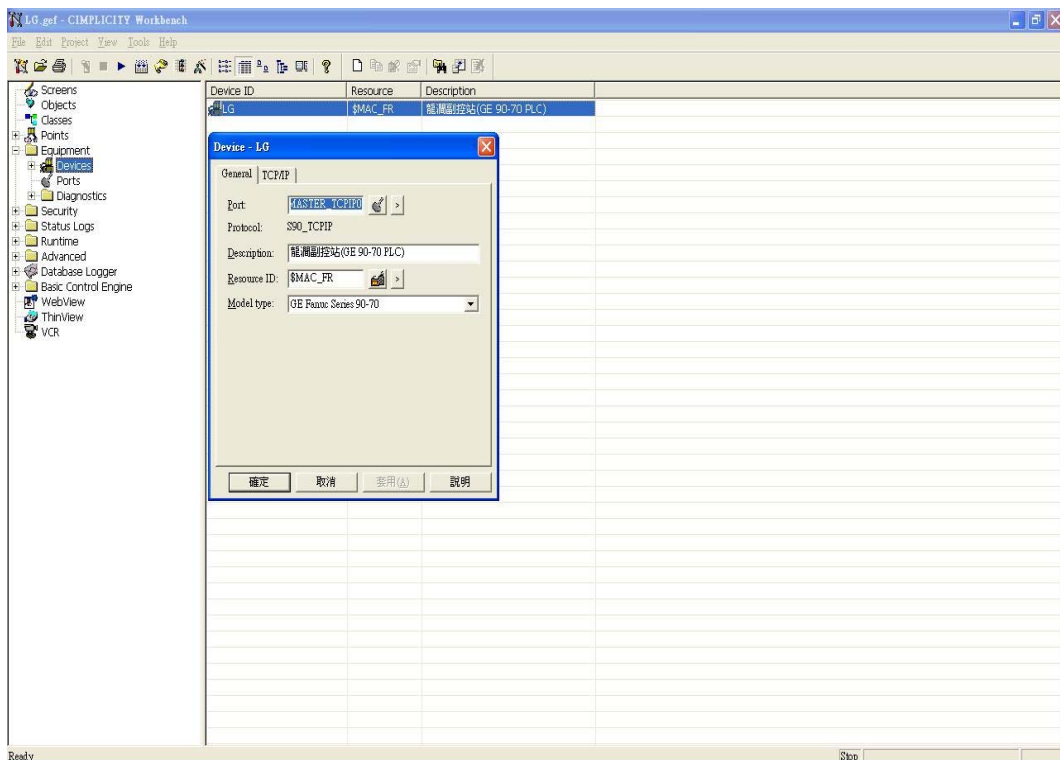 LG.gef - CIMPLICITY Workbench
File Edit Project View Tools Help
Screens
Objects
Classes
Points
Equipment
Devices
Ports
Diagnostics
Security
Status Logs
Runtime
Advanced
Database Logger
Basic Control Engine
WebView
ThinView
VCR
Device ID Resource Description
LG $MAC_FR 龍澗副控站(GE 90-70 PLC)
Device - LG
General TCP/IP
Port: MASTER_TCPIP0
Protocol: S90_TCPIP
Description: 龍澗副控站(GE 90-70 PLC)
Resource ID: $MAC_FR
Model type: GE Fanuc Series 90-70
確定 取消 套用(A) 說明
Ready Stop